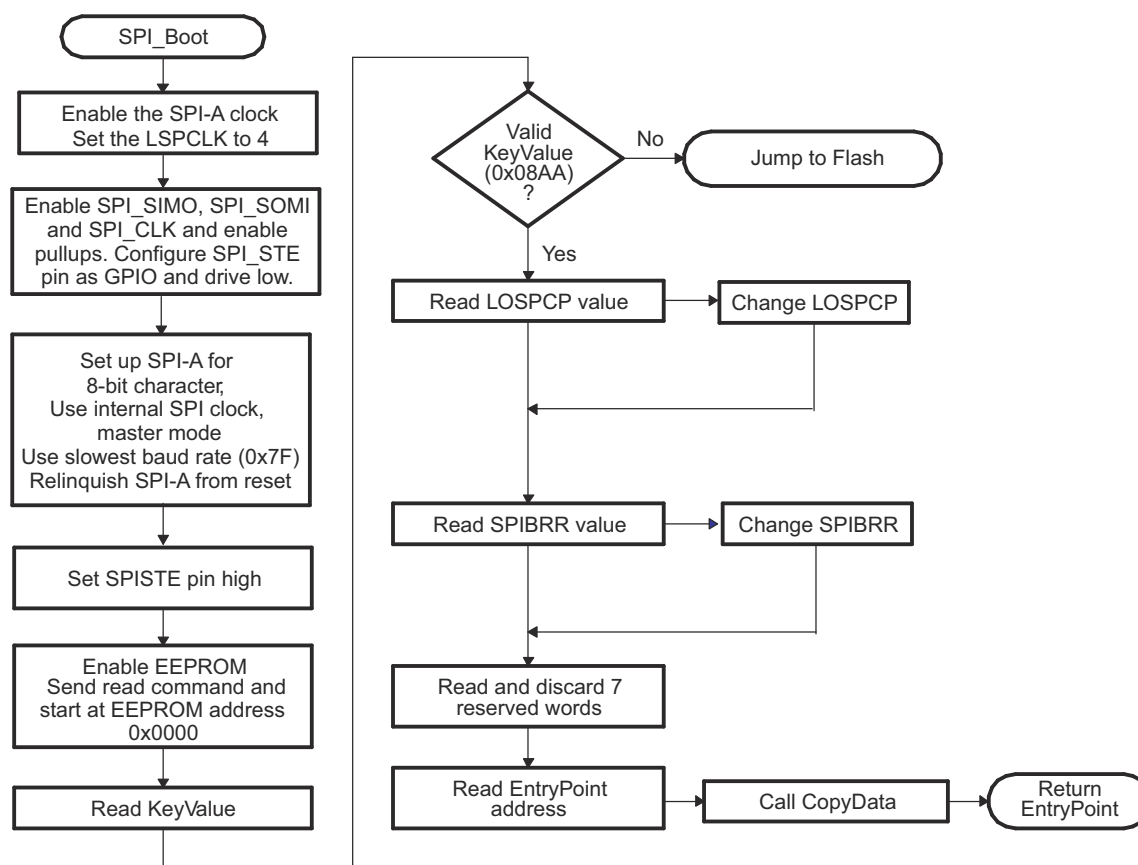 SPI_Boot
Enable the SPI-A clock
Set the LSPCLK to 4
Enable SPI_SIMO, SPI_SOMI
and SPI_CLK and enable
pullups. Configure SPI_STE
pin as GPIO and drive low.
Set up SPI-A for
8-bit character,
Use internal SPI clock,
master mode
Use slowest baud rate (0x7F)
Relinquish SPI-A from reset
Set SPISTE pin high
Enable EEPROM
Send read command and
start at EEPROM address
0x0000
Read KeyValue
Valid
KeyValue
(0x08AA)
?
No
Jump to Flash
Yes
Read LOSPCP value
Change LOSPCP
Read SPIBRR value
Change SPIBRR
Read and discard 7
reserved words
Read EntryPoint
address
Call CopyData
Return
EntryPoint